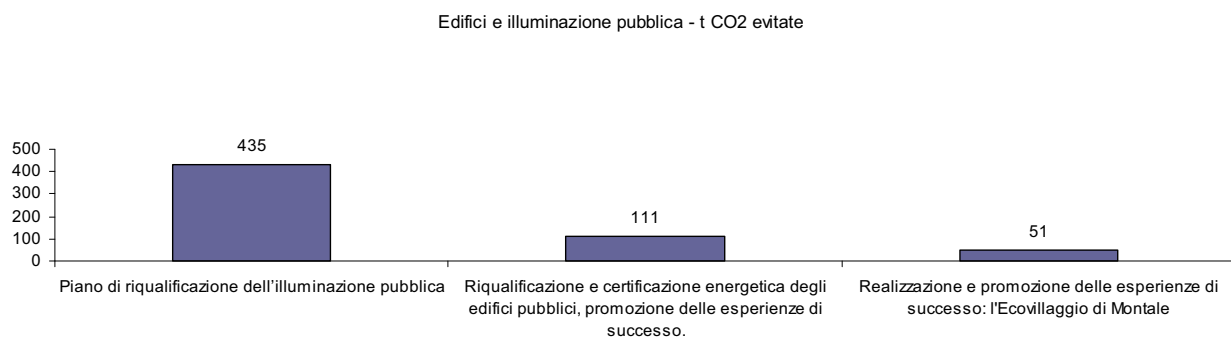 Edifici e illuminazione pubblica - t CO2 evitate
435
111
51
500
400
300
200
100
0
Piano di riqualificazione dell'illuminazione pubblica
Riqualificazione e certificazione energetica degli
edifici pubblici, promozione delle esperienze di
successo.
Realizzazione e promozione delle esperienze di
successo: l'Ecovillaggio di Montale